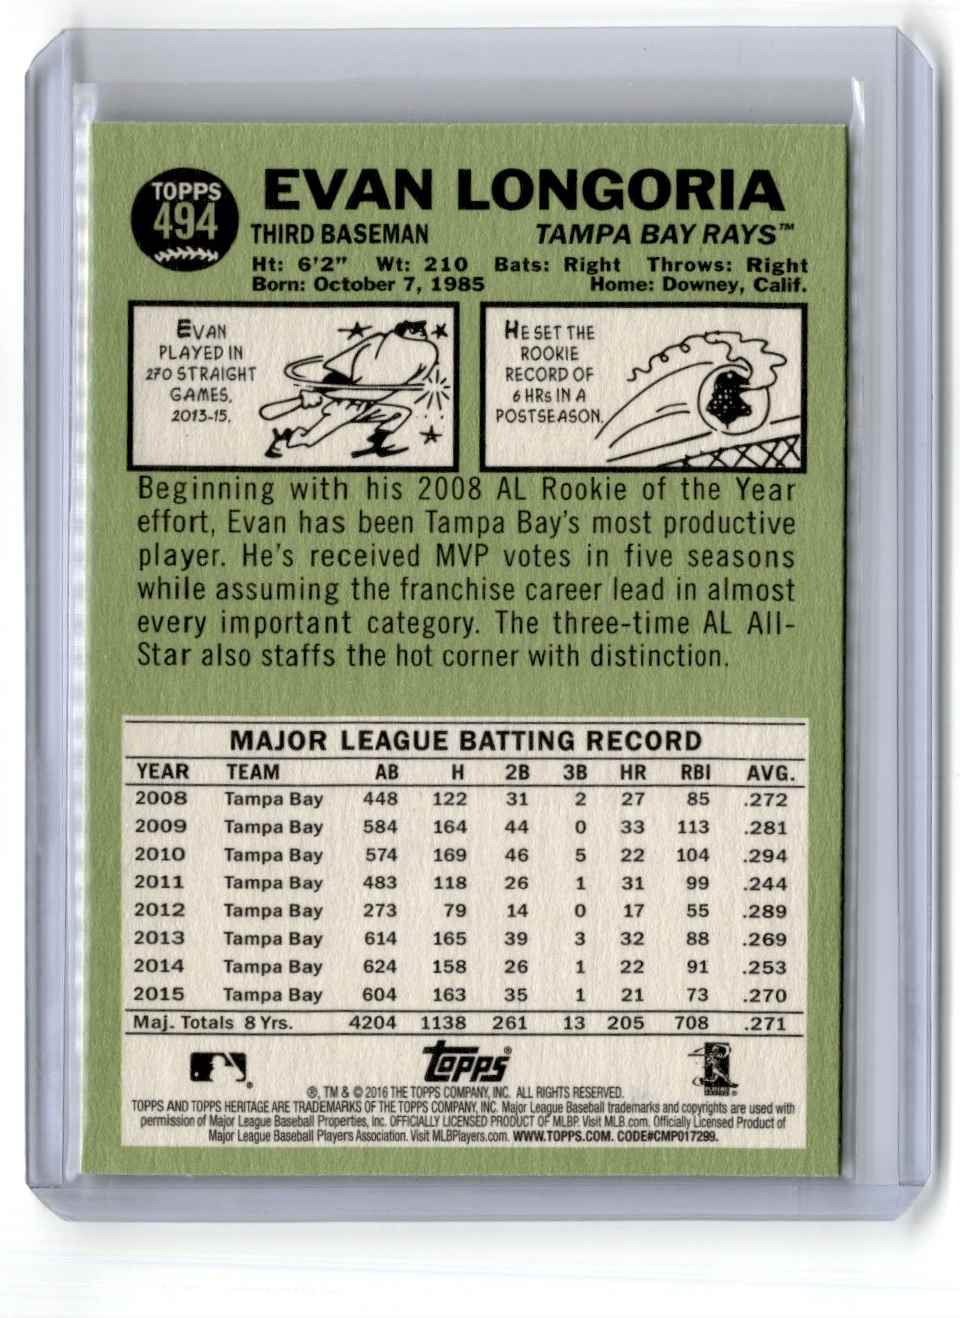 TOPPS
494
EVAN LONGORIA
THIRD BASEMAN TAMPA BAY RAYS™
Ht: 6'2" Wt: 210 Bats: Right Throws: Right
Born: October 7, 1985 Home: Downey, Calif.
EVAN
PLAYED IN
270 STRAIGHT
GAMES,
2013-15.
HE SET THE
ROOKIE
RECORD OF
6 HRs IN A
POSTSEASON.
Beginning with his 2008 AL Rookie of the Year
effort, Evan has been Tampa Bay's most productive
player. He's received MVP votes in five seasons
while assuming the franchise career lead in almost
every important category. The three-time AL All-
Star also staffs the hot corner with distinction.
MAJOR LEAGUE BATTING RECORD
YEAR TEAM AB H 2B 3B HR RBI AVG.
2008 Tampa Bay 448 122 31 2 27 85 .272
2009 Tampa Bay 584 164 44 0 33 113 .281
2010 Tampa Bay 574 169 46 5 22 104 .294
2011 Tampa Bay 483 118 26 1 31 99 .244
2012 Tampa Bay 273 79 14 0 17 55 .289
2013 Tampa Bay 614 165 39 3 32 88 .269
2014 Tampa Bay 624 158 26 1 22 91 .253
2015 Tampa Bay 604 163 35 1 21 73 .270
Maj. Totals 8 Yrs. 4204 1138 261 13 205 708 .271
Topps®
®, TM & © 2016 THE TOPPS COMPANY, INC. ALL RIGHTS RESERVED.
TOPPS AND TOPPS HERITAGE ARE TRADEMARKS OF THE TOPPS COMPANY, INC. Major League Baseball trademarks and copyrights are used with
permission of Major League Baseball Properties, Inc. OFFICIALLY LICENSED PRODUCT OF MLBP. Visit MLB.com. Officially Licensed Product of
Major League Baseball Players Association. Visit MLBPlayers.com. WWW.TOPPS.COM. CODE#CMP017299.